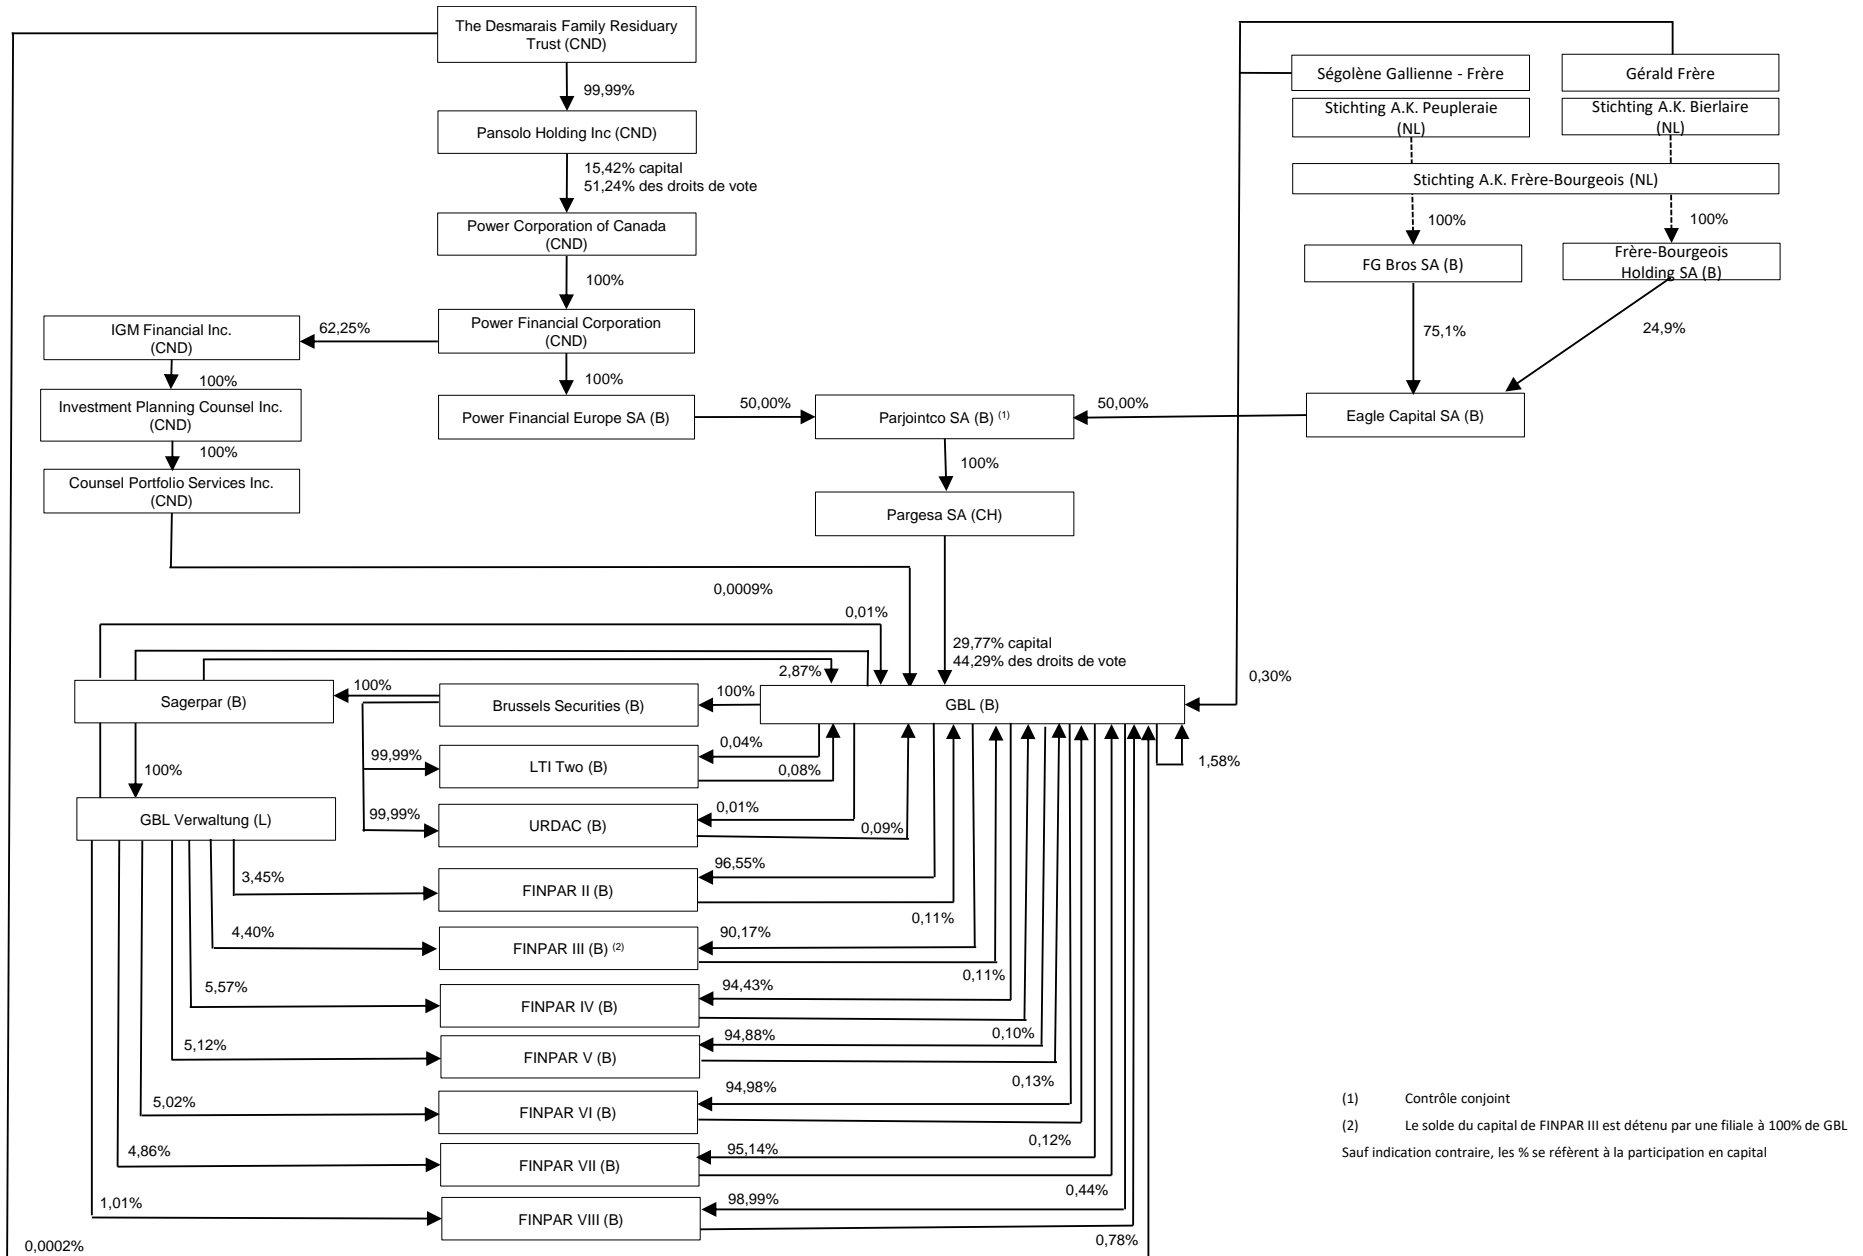 The Desmarais Family Residuary
Trust (CND)
99,99%
Pansolo Holding Inc (CND)
15,42% capital
51,24% des droits de vote
Power Corporation of Canada
(CND)
100%
Power Financial Corporation
(CND)
62,25%
IGM Financial Inc.
(CND)
100%
Investment Planning Counsel Inc.
(CND)
100%
Counsel Portfolio Services Inc.
(CND)
100%
Power Financial Europe SA (B)
50,00%
Parjointco SA (B) (1)
50,00%
Ségolène Gallienne - Frère
Gérald Frère
Stichting A.K. Peupleraie
(NL)
Stichting A.K. Bierlaire
(NL)
Stichting A.K. Frère-Bourgeois (NL)
100%
100%
FG Bros SA (B)
Frère-Bourgeois
Holding SA (B)
75,1%
24,9%
Eagle Capital SA (B)
100%
Pargesa SA (CH)
0,0009%
0,01%
29,77% capital
44,29% des droits de vote
2,87%
0,30%
Sagerpar (B)
100%
Brussels Securities (B)
100%
GBL (B)
1,58%
99,99%
LTI Two (B)
0,04%
0,08%
100%
GBL Verwaltung (L)
99,99%
URDAC (B)
0,01%
0,09%
3,45%
FINPAR II (B)
96,55%
0,11%
4,40%
FINPAR III (B) (2)
90,17%
0,11%
5,57%
FINPAR IV (B)
94,43%
0,10%
5,12%
FINPAR V (B)
94,88%
0,13%
5,02%
FINPAR VI (B)
94,98%
0,12%
4,86%
FINPAR VII (B)
95,14%
0,44%
1,01%
FINPAR VIII (B)
98,99%
0,78%
0,0002%
(1) Contrôle conjoint
(2) Le solde du capital de FINPAR III est détenu par une filiale à 100% de GBL
Sauf indication contraire, les % se réfèrent à la participation en capital